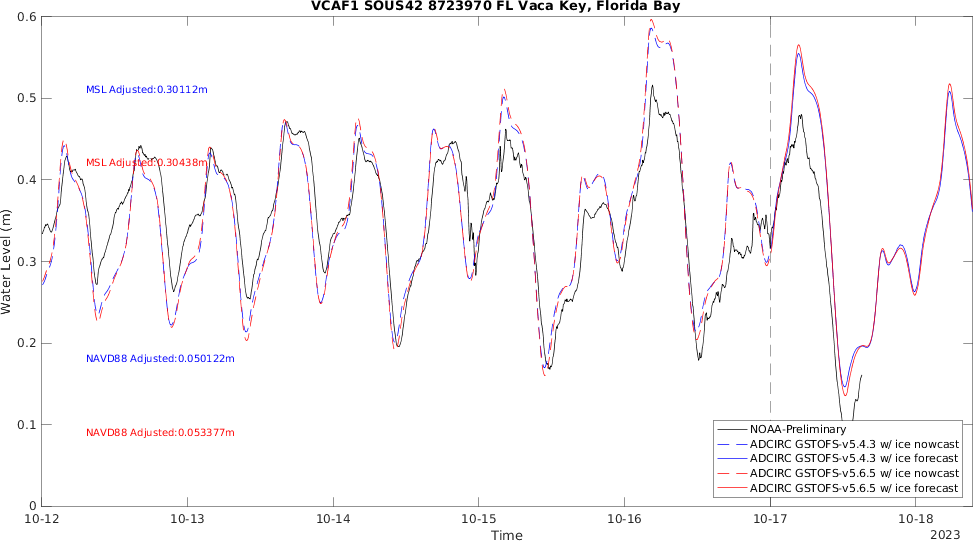 VCAF1 SOUS42 8723970 FL Vaca Key, Florida Bay
0.6
0.5
0.4
0.3
0.2
0.1
0
Water Level (m)
MSL Adjusted:0.30112m
MSL Adjusted:0.30438m
NAVD88 Adjusted:0.050122m
NAVD88 Adjusted:0.053377m
NOAA-Preliminary
ADCIRC GSTOFS-v5.4.3 w/ ice nowcast
ADCIRC GSTOFS-v5.4.3 w/ ice forecast
ADCIRC GSTOFS-v5.6.5 w/ ice nowcast
ADCIRC GSTOFS-v5.6.5 w/ ice forecast
10-12 10-13 10-14 10-15 10-16 10-17 10-18
Time
2023